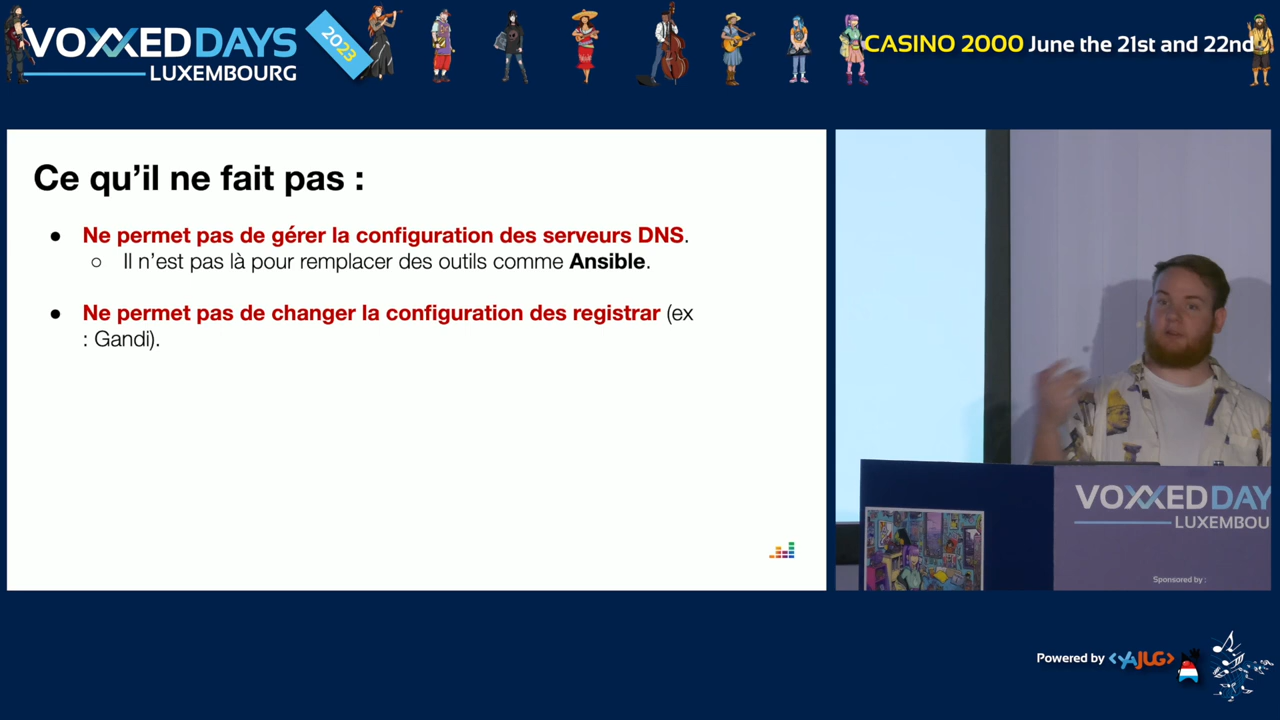 VOXXED DAYS
LUXEMBOURG
2023
CASINO 2000 June the 21st and 22nd
Ce qu'il ne fait pas :
● Ne permet pas de gérer la configuration des serveurs DNS.
○ Il n'est pas là pour remplacer des outils comme Ansible.
● Ne permet pas de changer la configuration des registrar (ex
: Gandi).
VOXXED DAY
LUXEMBOU
Sponsored by :
Powered by <YAJUG>